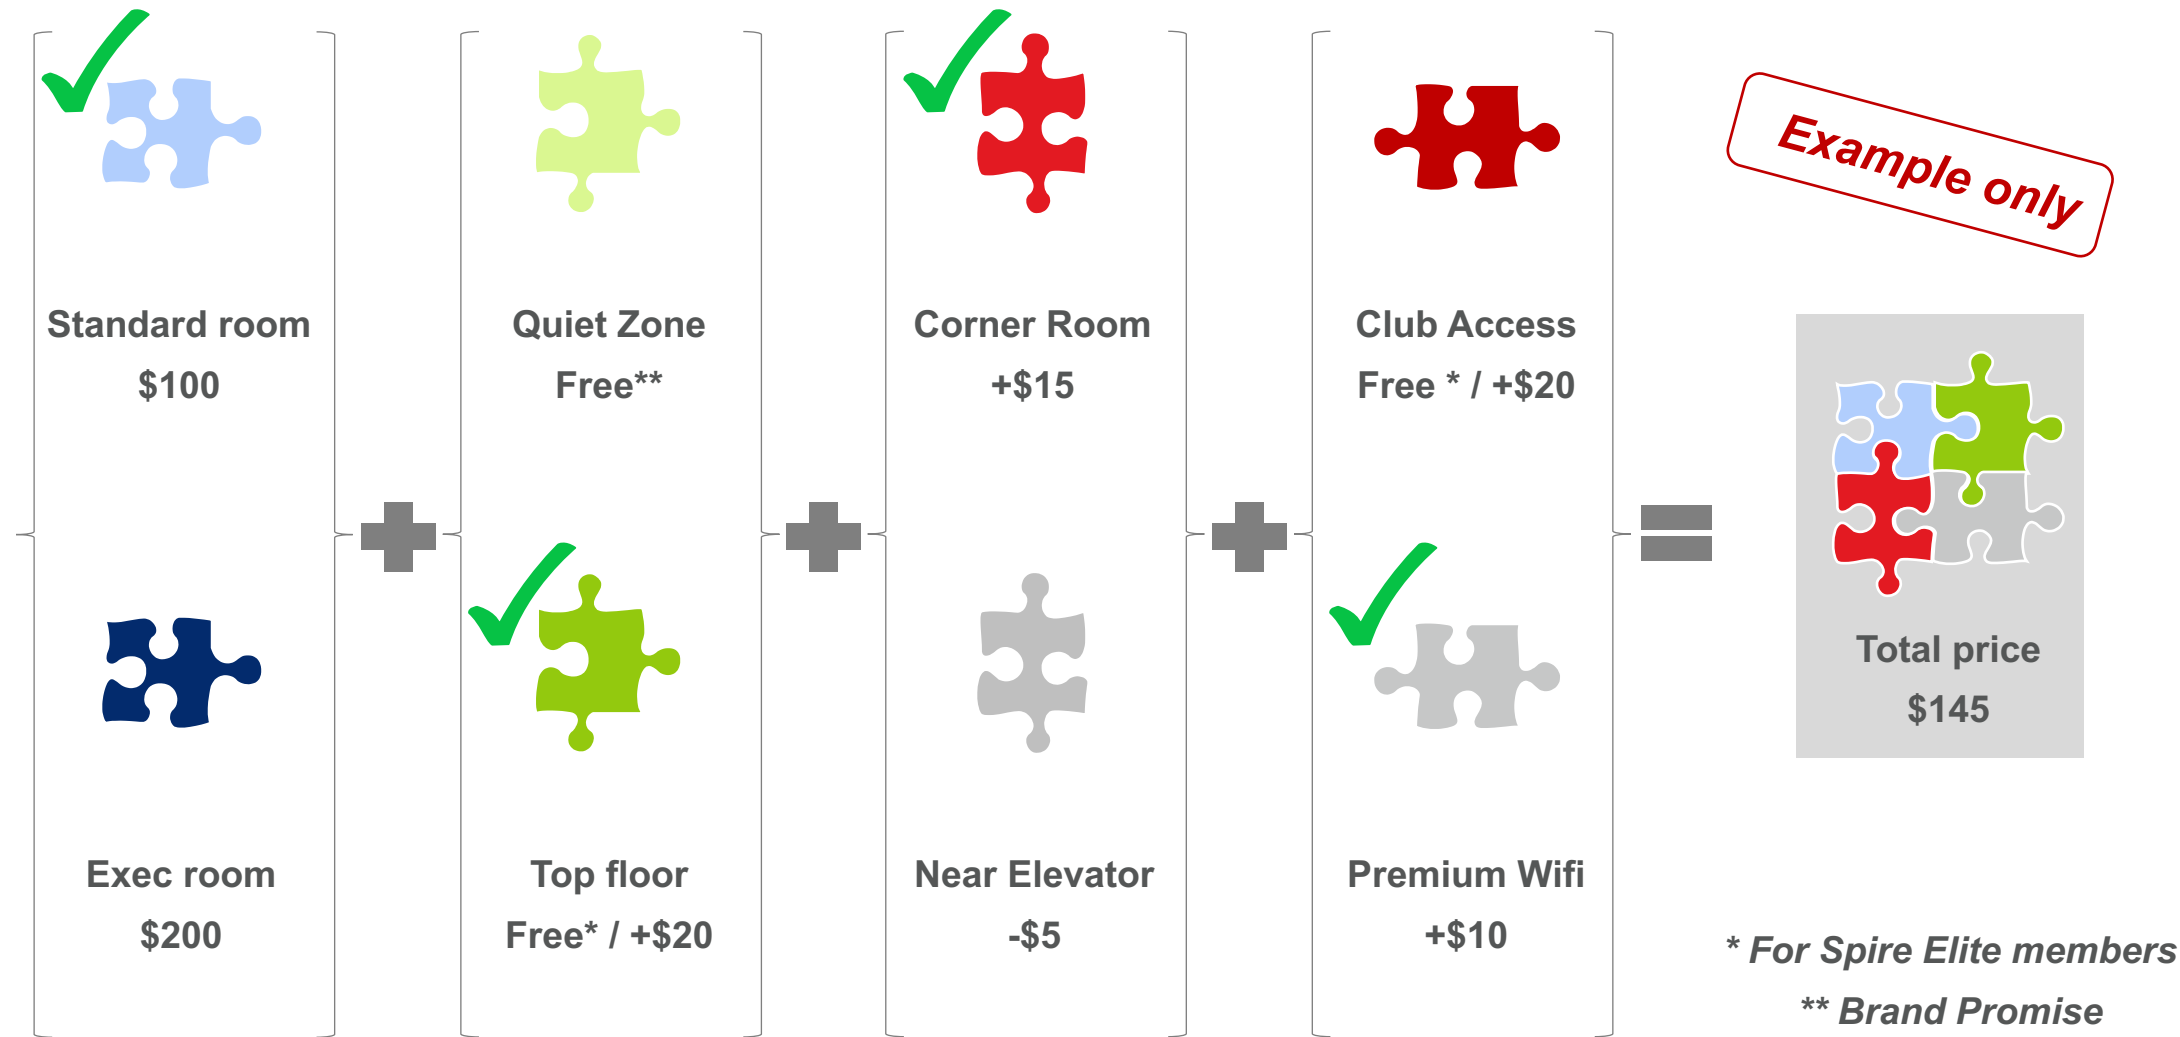 Example only
Standard room
$100
Quiet Zone
Free**
Corner Room
+$15
Club Access
Free * / +$20
Exec room
$200
Top floor
Free* / +$20
Near Elevator
-$5
Premium Wifi
+$10
Total price
$145
* For Spire Elite members
** Brand Promise